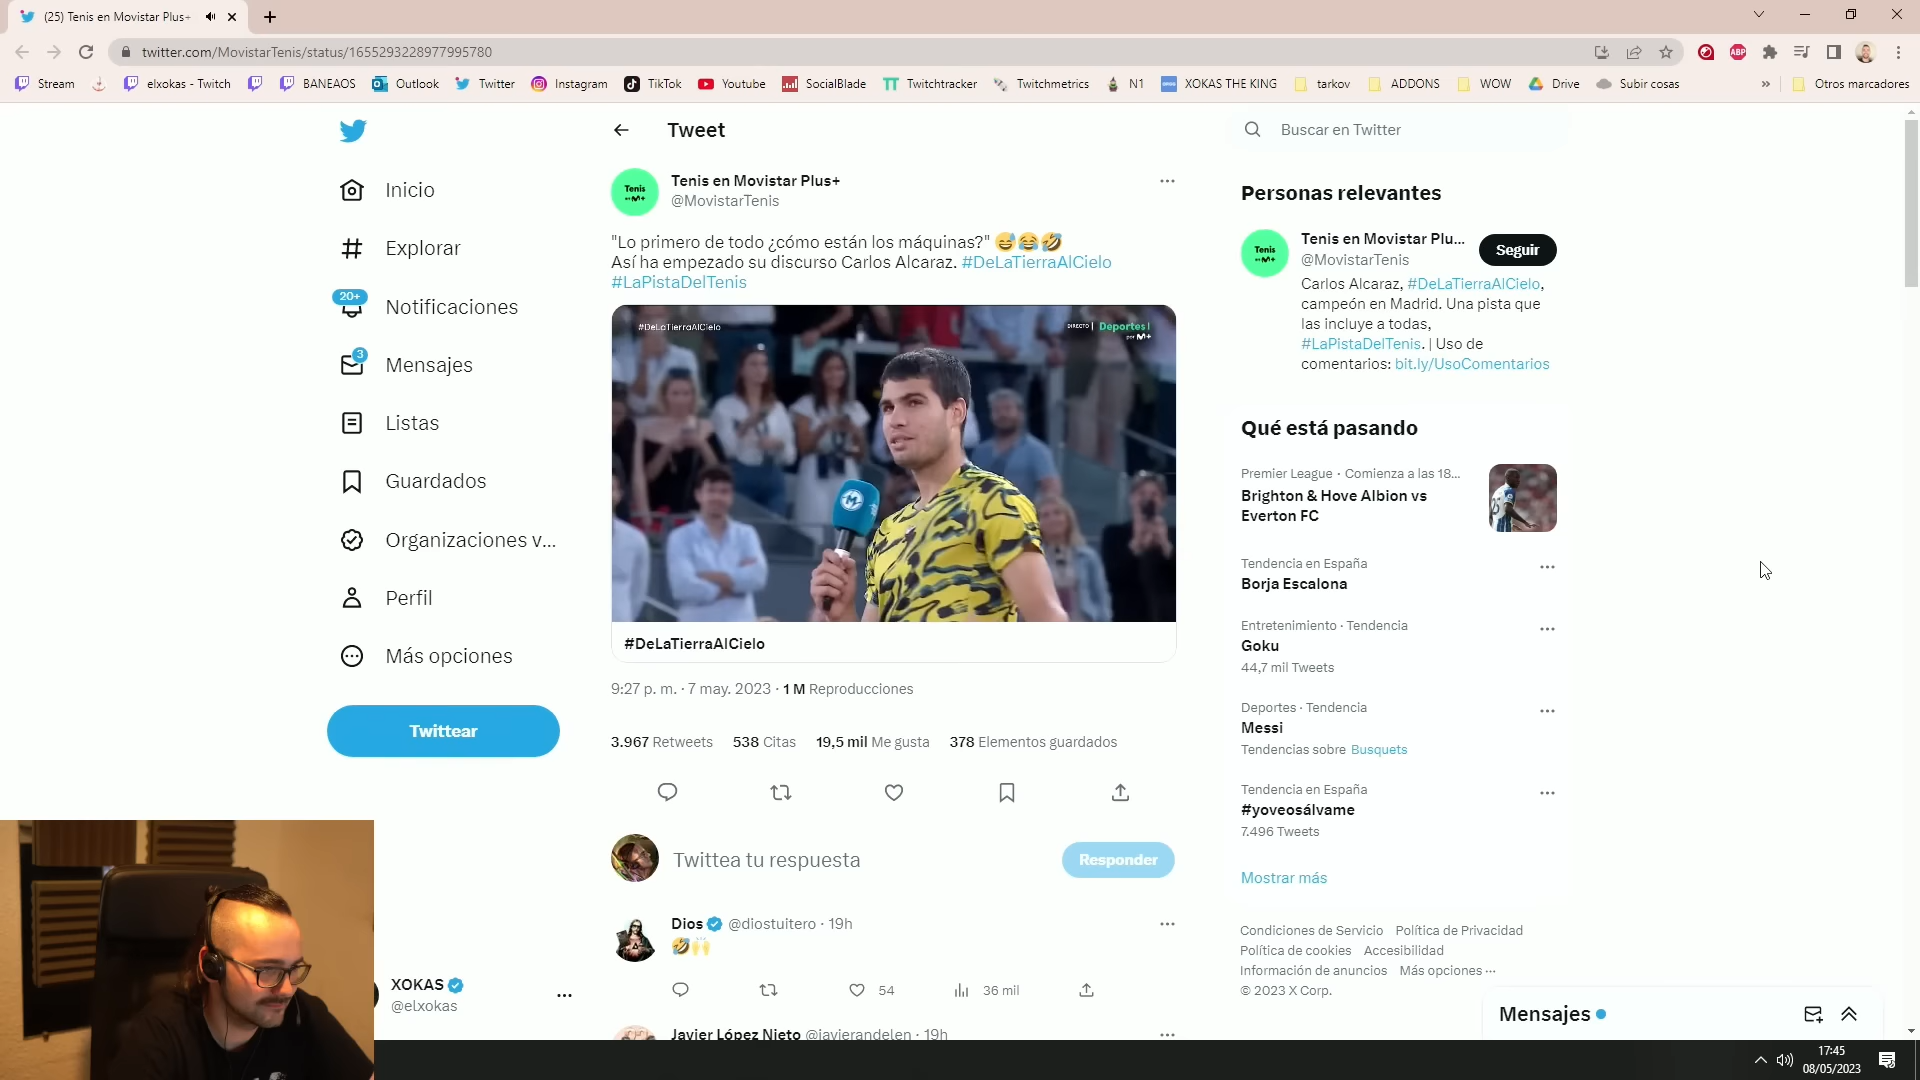 (25) Tenis en Movistar Plus+
twitter.com/MovistarTenis/status/1655293228977995780
ABP
Stream
elxokas - Twitch
BANEAOS
Outlook
Twitter
Instagram
TikTok
Youtube
SocialBlade
Twitchtracker
Twitchmetrics
N1
XOKAS THE KING
tarkov
ADDONS
WOW
Drive
Subir cosas
»
Otros marcadores
Inicio
Explorar
20+
Notificaciones
3
Mensajes
Listas
Guardados
Organizaciones v...
Perfil
Más opciones
Twittear
XOKAS
@elxokas
Tweet
Tenis
por M+
Tenis en Movistar Plus+
@MovistarTenis
"Lo primero de todo ¿cómo están los máquinas?" 😅😂🤣
Así ha empezado su discurso Carlos Alcaraz. #DeLaTierraAlCielo
#LaPistaDelTenis
#DeLaTierraAlCielo
DIRECTO | Deportes |
por M+
#DeLaTierraAlCielo
9:27 p. m. · 7 may. 2023 · 1 M Reproducciones
3.967 Retweets 538 Citas 19,5 mil Me gusta 378 Elementos guardados
Twittea tu respuesta
Responder
Dios @diostuitero · 19h
🤣🙌
54
36 mil
Javier López Nieto @javierandelen · 19h
Buscar en Twitter
Personas relevantes
Tenis
por M+
Tenis en Movistar Plu...
@MovistarTenis
Seguir
Carlos Alcaraz, #DeLaTierraAlCielo,
campeón en Madrid. Una pista que
las incluye a todas,
#LaPistaDelTenis. | Uso de
comentarios: bit.ly/UsoComentarios
Qué está pasando
Premier League · Comienza a las 18...
Brighton & Hove Albion vs
Everton FC
Tendencia en España
Borja Escalona
Entretenimiento · Tendencia
Goku
44,7 mil Tweets
Deportes · Tendencia
Messi
Tendencias sobre Busquets
Tendencia en España
#yoveosálvame
7.496 Tweets
Mostrar más
Condiciones de Servicio Política de Privacidad
Política de cookies Accesibilidad
Información de anuncios Más opciones ···
© 2023 X Corp.
Mensajes
17:45
08/05/2023